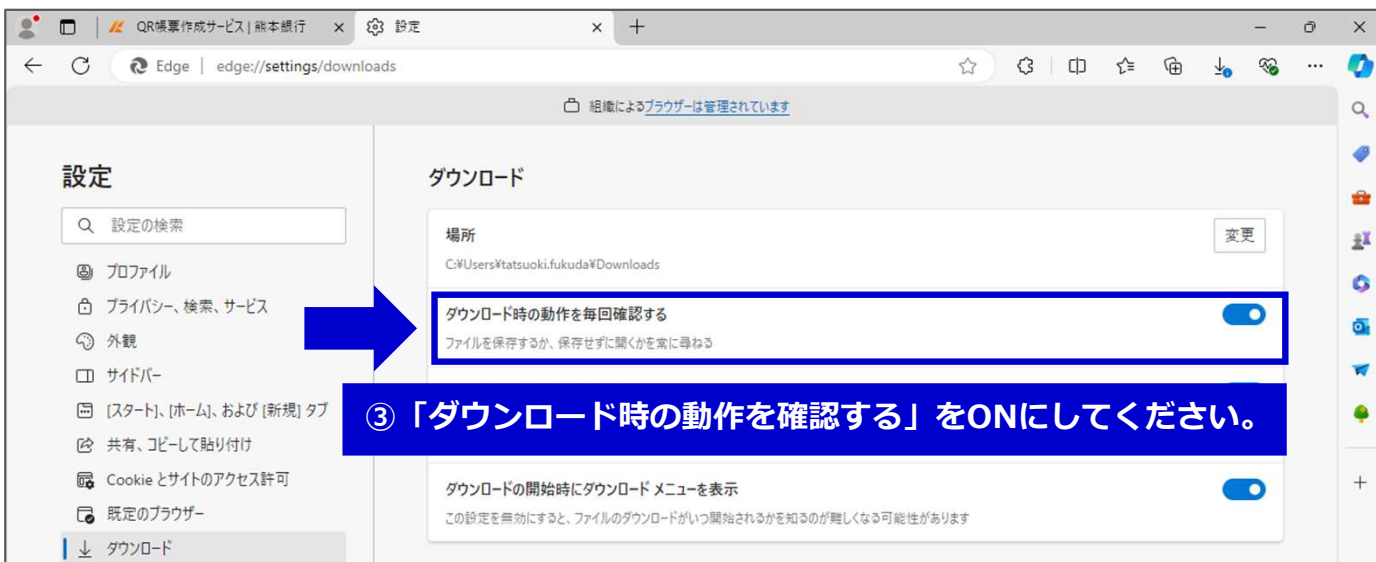 QR帳票作成サービス | 熊本銀行
設定
Edge | edge://settings/downloads
組織によるブラウザーは管理されています
設定
設定の検索
プロファイル
プライバシー、検索、サービス
外観
サイドバー
[スタート]、[ホーム]、および [新規] タブ
共有、コピーして貼り付け
Cookie とサイトのアクセス許可
既定のブラウザー
ダウンロード
ダウンロード
場所
変更
C:¥Users¥tatsuoki.fukuda¥Downloads
ダウンロード時の動作を毎回確認する
ファイルを保存するか、保存せずに開くかを常に尋ねる
③「ダウンロード時の動作を確認する」をONにしてください。
ダウンロードの開始時にダウンロード メニューを表示
この設定を無効にすると、ファイルのダウンロードがいつ開始されるかを知るのが難しくなる可能性があります